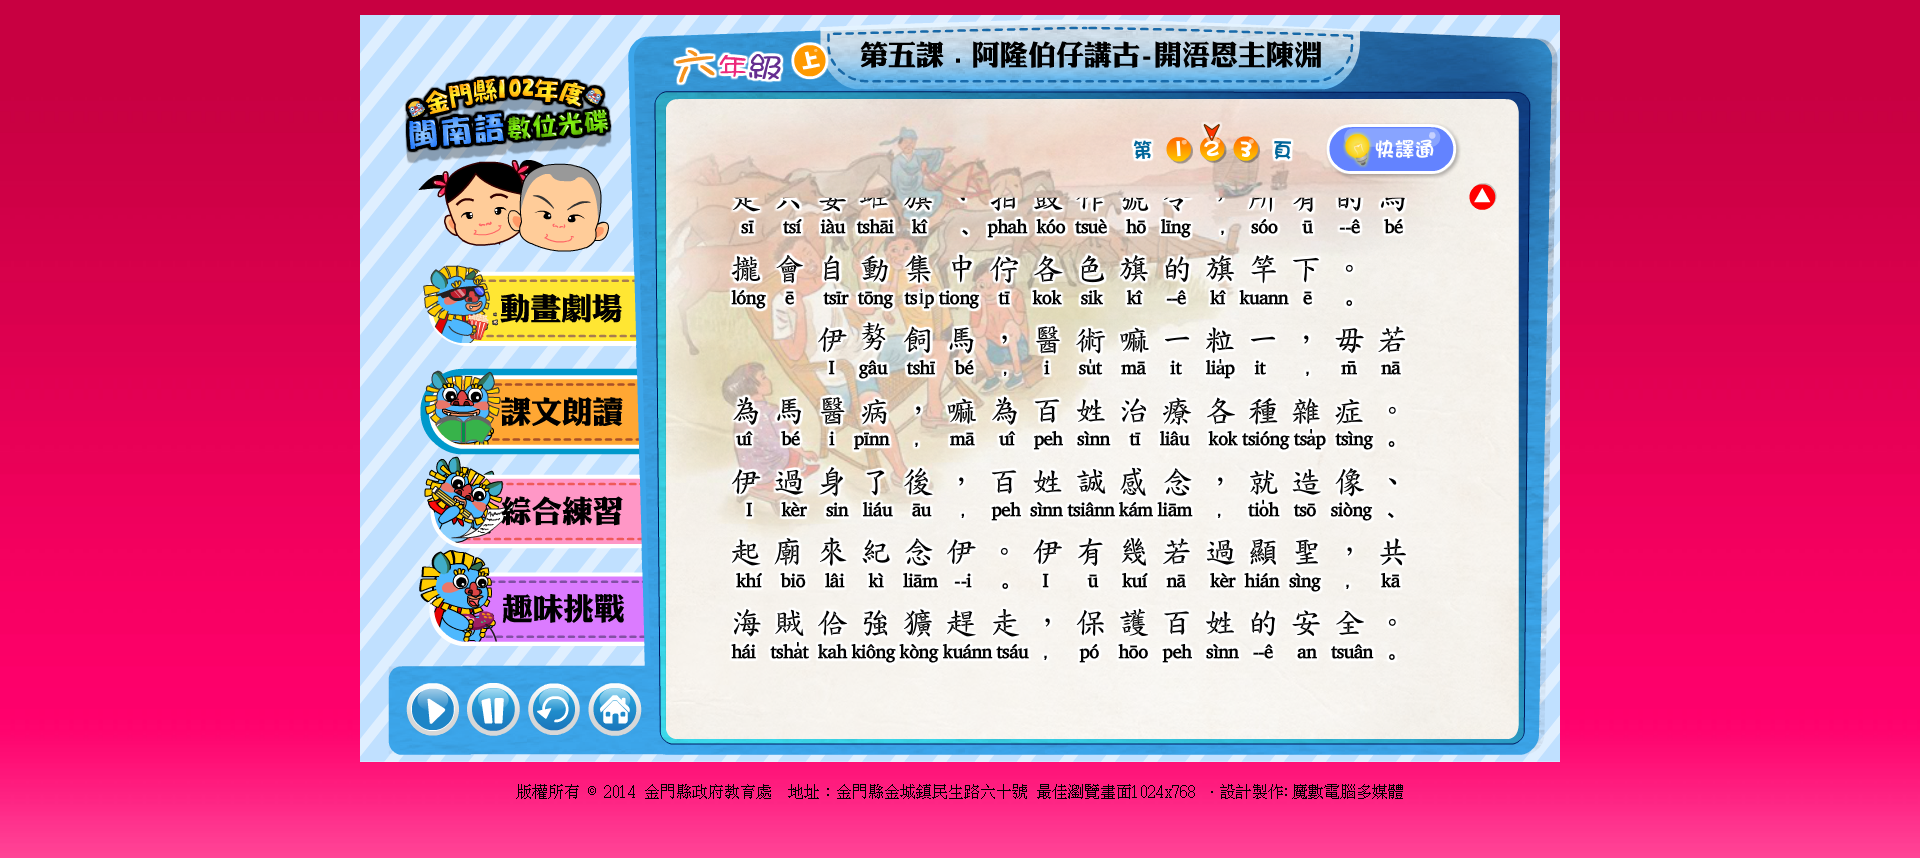 六年級 上 第五課．阿隆伯仔講古-開浯恩主陳淵
金門縣102年度
閩南語數位光碟
第 1 2 3 頁
快譯通
動畫劇場
課文朗讀
綜合練習
趣味挑戰
sī tsí iàu tshāi kî 、 phah kóo tsuè hō līng ， sóo ū --ê bé
攏會自動集中佇各色旗的旗竿下。
lóng ē tsīr tōng tsi̍p tiong tī kok sik kî --ê kî kuann ē 。
伊勢飼馬，醫術嘛一粒一，毋若
I gâu tshī bé ， i su̍t mā it lia̍p it ， m̄ nā
為馬醫病，嘛為百姓治療各種雜症。
uī bé i pīnn ， mā uī peh sìnn tī liâu kok tsióng tsa̍p tsìng 。
伊過身了後，百姓誠感念，就造像、
I kèr sin liáu āu ， peh sìnn tsiânn kám liām ， tio̍h tsō siòng 、
起廟來紀念伊。伊有幾若過顯聖，共
khí biō lâi kì liām --i 。 I ū kuí nā kèr hián sìng ， kā
海賊佮強獷趕走，保護百姓的安全。
hái tsha̍t kah kiông kòng kuánn tsáu ， pó hōo peh sìnn --ê an tsuân 。
版權所有 © 2014 金門縣政府教育處 地址：金門縣金城鎮民生路六十號 最佳瀏覽畫面1024x768 ・設計製作: 魔數電腦多媒體